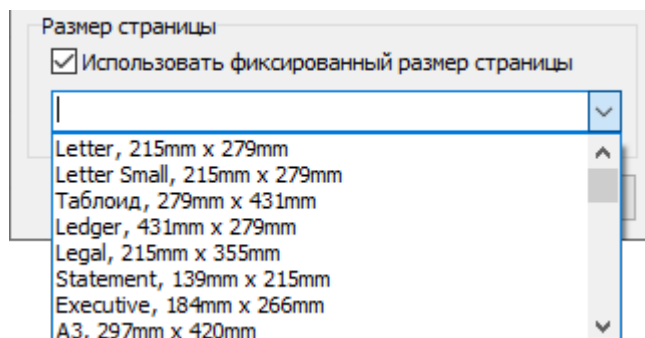 Размер страницы
Использовать фиксированный размер страницы
Letter, 215mm x 279mm
Letter Small, 215mm x 279mm
Таблоид, 279mm x 431mm
Ledger, 431mm x 279mm
Legal, 215mm x 355mm
Statement, 139mm x 215mm
Executive, 184mm x 266mm
A3, 297mm x 420mm